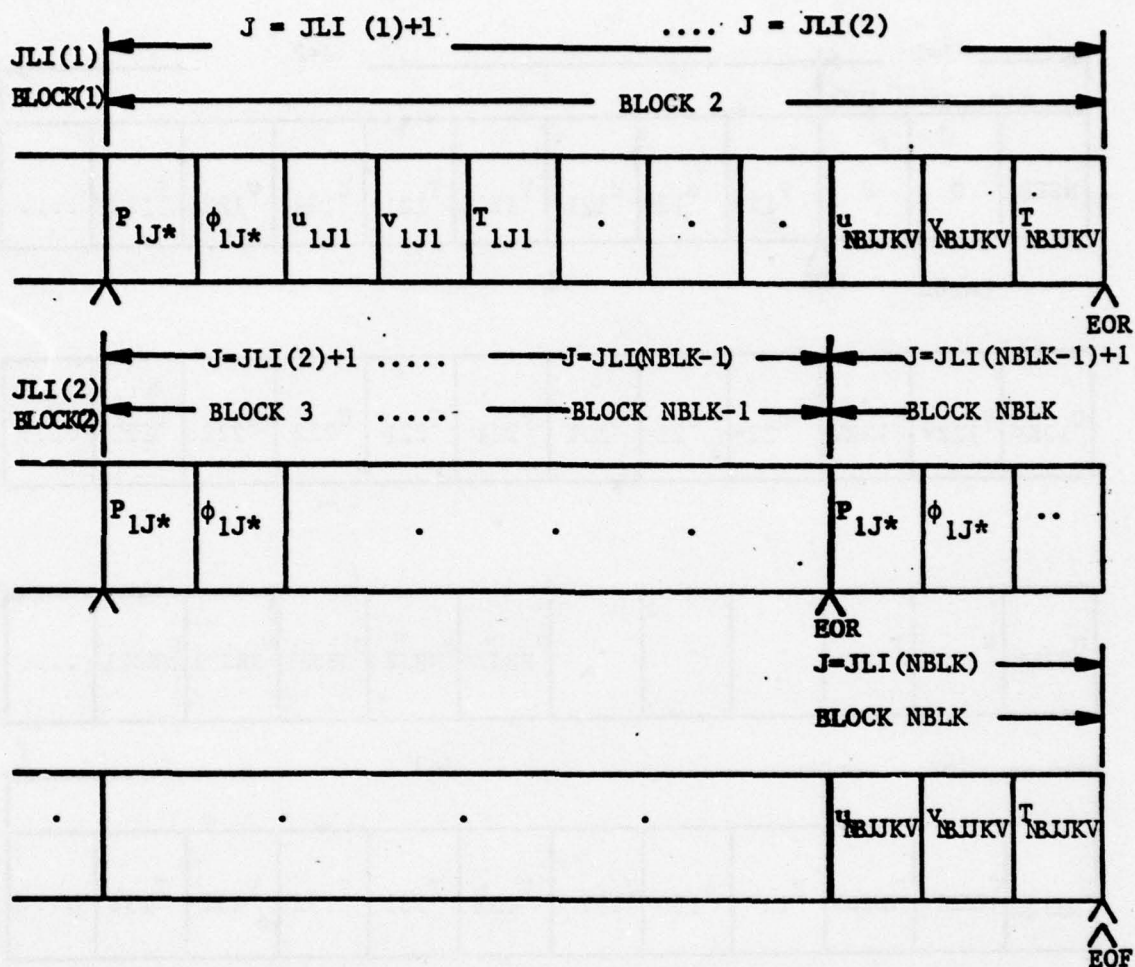 J = JLI (1)+1 .... J = JLI(2)
JLI(1)
BLOCK(1) BLOCK 2
P1J* φ1J* u1J1 v1J1 T1J1 . . . uNBIJKV vNBIJKV TNBIJKV
EOR
J=JLI(2)+1 ..... J=JLI(NBLK-1) J=JLI(NBLK-1)+1
JLI(2)
BLOCK(2) BLOCK 3 ..... BLOCK NBLK-1 BLOCK NBLK
P1J* φ1J* . . . P1J* φ1J* ..
EOR
J=JLI(NBLK)
BLOCK NBLK
. . . . uNBIJKV vNBIJKV TNBIJKV
EOF